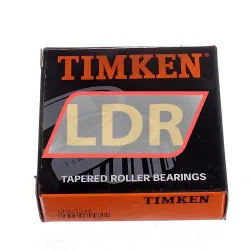 TIMKEN
LDR
TAPERED ROLLER BEARINGS
TIMKEN